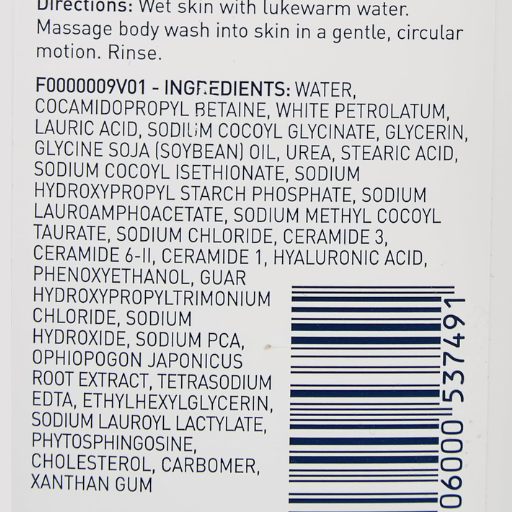 Directions: Wet skin with lukewarm water.
Massage body wash into skin in a gentle, circular
motion. Rinse.
F0000009V01 - INGREDIENTS: WATER,
COCAMIDOPROPYL BETAINE, WHITE PETROLATUM,
LAURIC ACID, SODIUM COCOYL GLYCINATE, GLYCERIN,
GLYCINE SOJA (SOYBEAN) OIL, UREA, STEARIC ACID,
SODIUM COCOYL ISETHIONATE, SODIUM
HYDROXYPROPYL STARCH PHOSPHATE, SODIUM
LAUROAMPHOACETATE, SODIUM METHYL COCOYL
TAURATE, SODIUM CHLORIDE, CERAMIDE 3,
CERAMIDE 6-II, CERAMIDE 1, HYALURONIC ACID,
PHENOXYETHANOL, GUAR
HYDROXYPROPYLTRIMONIUM
CHLORIDE, SODIUM
HYDROXIDE, SODIUM PCA,
OPHIOPOGON JAPONICUS
ROOT EXTRACT, TETRASODIUM
EDTA, ETHYLHEXYLGLYCERIN,
SODIUM LAUROYL LACTYLATE,
PHYTOSPHINGOSINE,
CHOLESTEROL, CARBOMER,
XANTHAN GUM
06000 537491